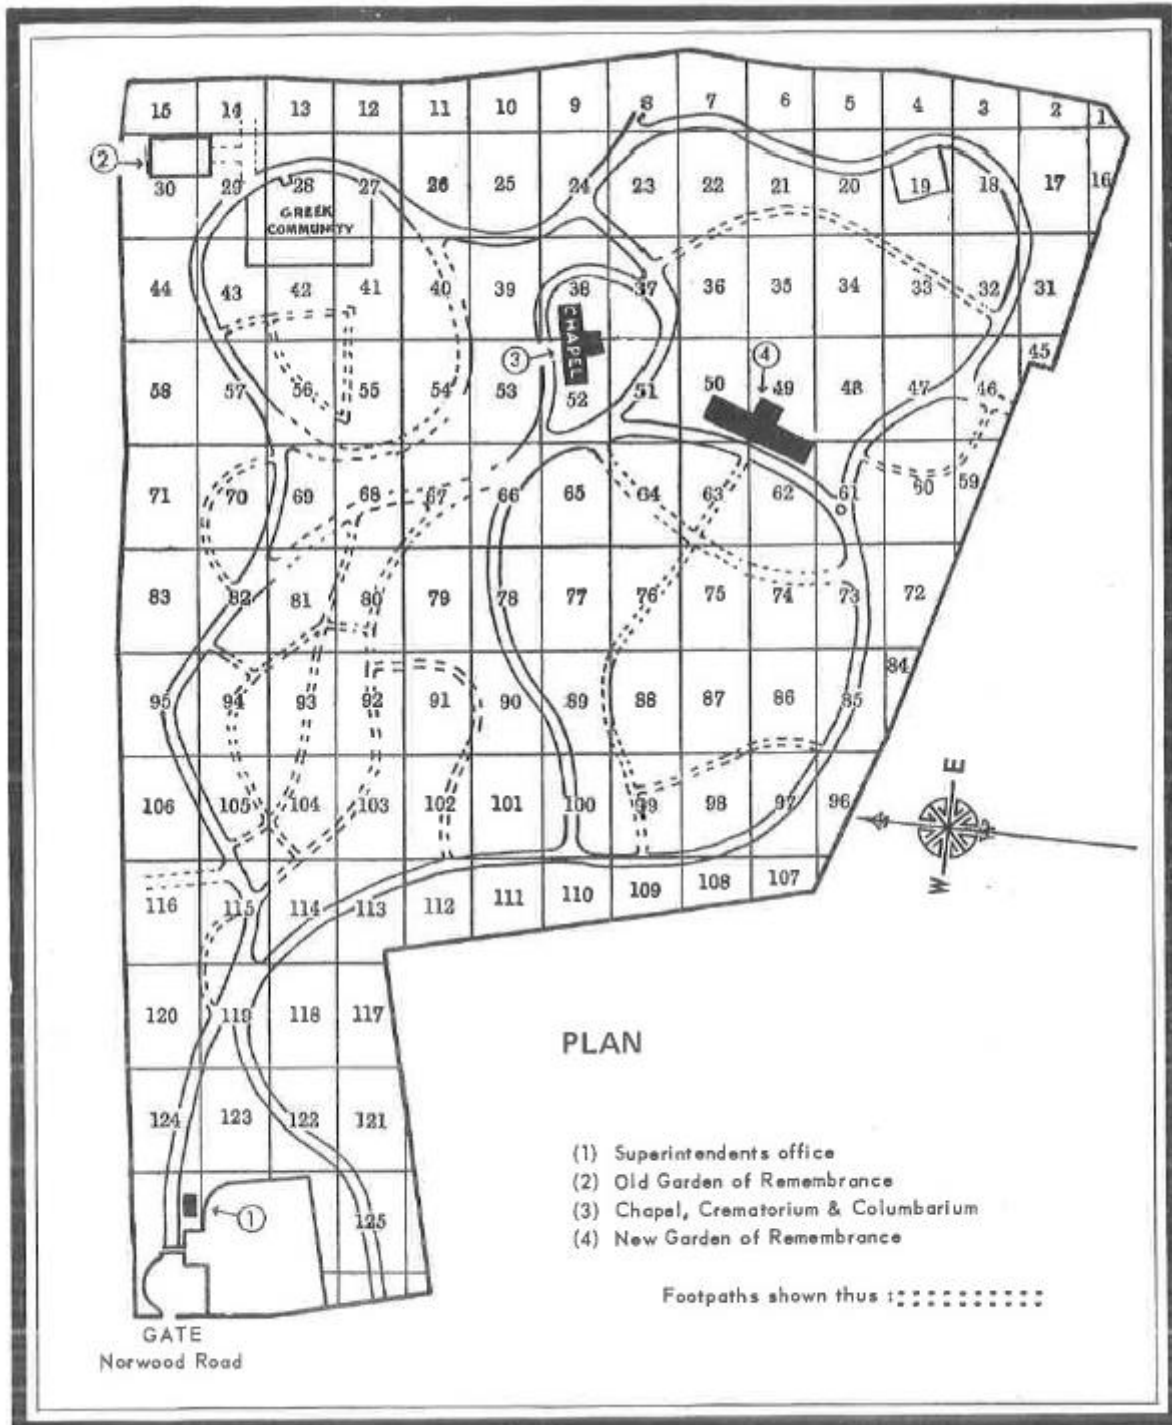 15 14 13 12 11 10 9 8 7 6 5 4 3 2 1
(2)
30 29 28 27 26 25 24 23 22 21 20 19 18 17 16
GREEK
COMMUNITY
44 43 42 41 40 39 38 37 36 35 34 33 32 31
CHAPEL
(3)
(4)
45
58 57 56 55 54 53 52 51 50 49 48 47 46
71 70 69 68 67 66 65 64 63 62 61 60 59
83 82 81 80 79 78 77 76 75 74 73 72
95 94 93 92 91 90 89 88 87 86 85 84
106 105 104 103 102 101 100 99 98 97 96
E
W
116 115 114 113 112 111 110 109 108 107
120 119 118 117
PLAN
124 123 122 121
(1) Superintendents office
(2) Old Garden of Remembrance
(3) Chapel, Crematorium & Columbarium
(4) New Garden of Remembrance
(1)
125
Footpaths shown thus :
GATE
Norwood Road